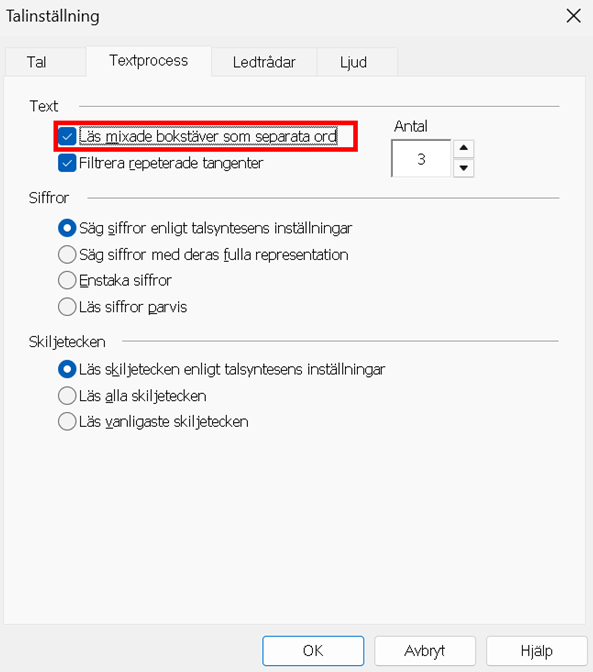 Talinställning
Tal Textprocess Ledtrådar Ljud
Text
Läs mixade bokstäver som separata ord
Antal
Filtrera repeterade tangenter
3
Siffror
Säg siffror enligt talsyntesens inställningar
Säg siffror med deras fulla representation
Enstaka siffror
Läs siffror parvis
Skiljetecken
Läs skiljetecken enligt talsyntesens inställningar
Läs alla skiljetecken
Läs vanligaste skiljetecken
OK Avbryt Hjälp